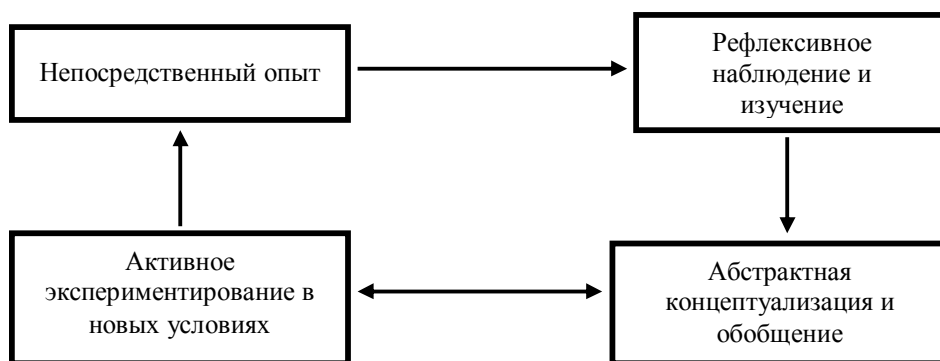 Непосредственный опыт
Рефлексивное
наблюдение и
изучение
Активное
экспериментирование в
новых условиях
Абстрактная
концептуализация и
обобщение